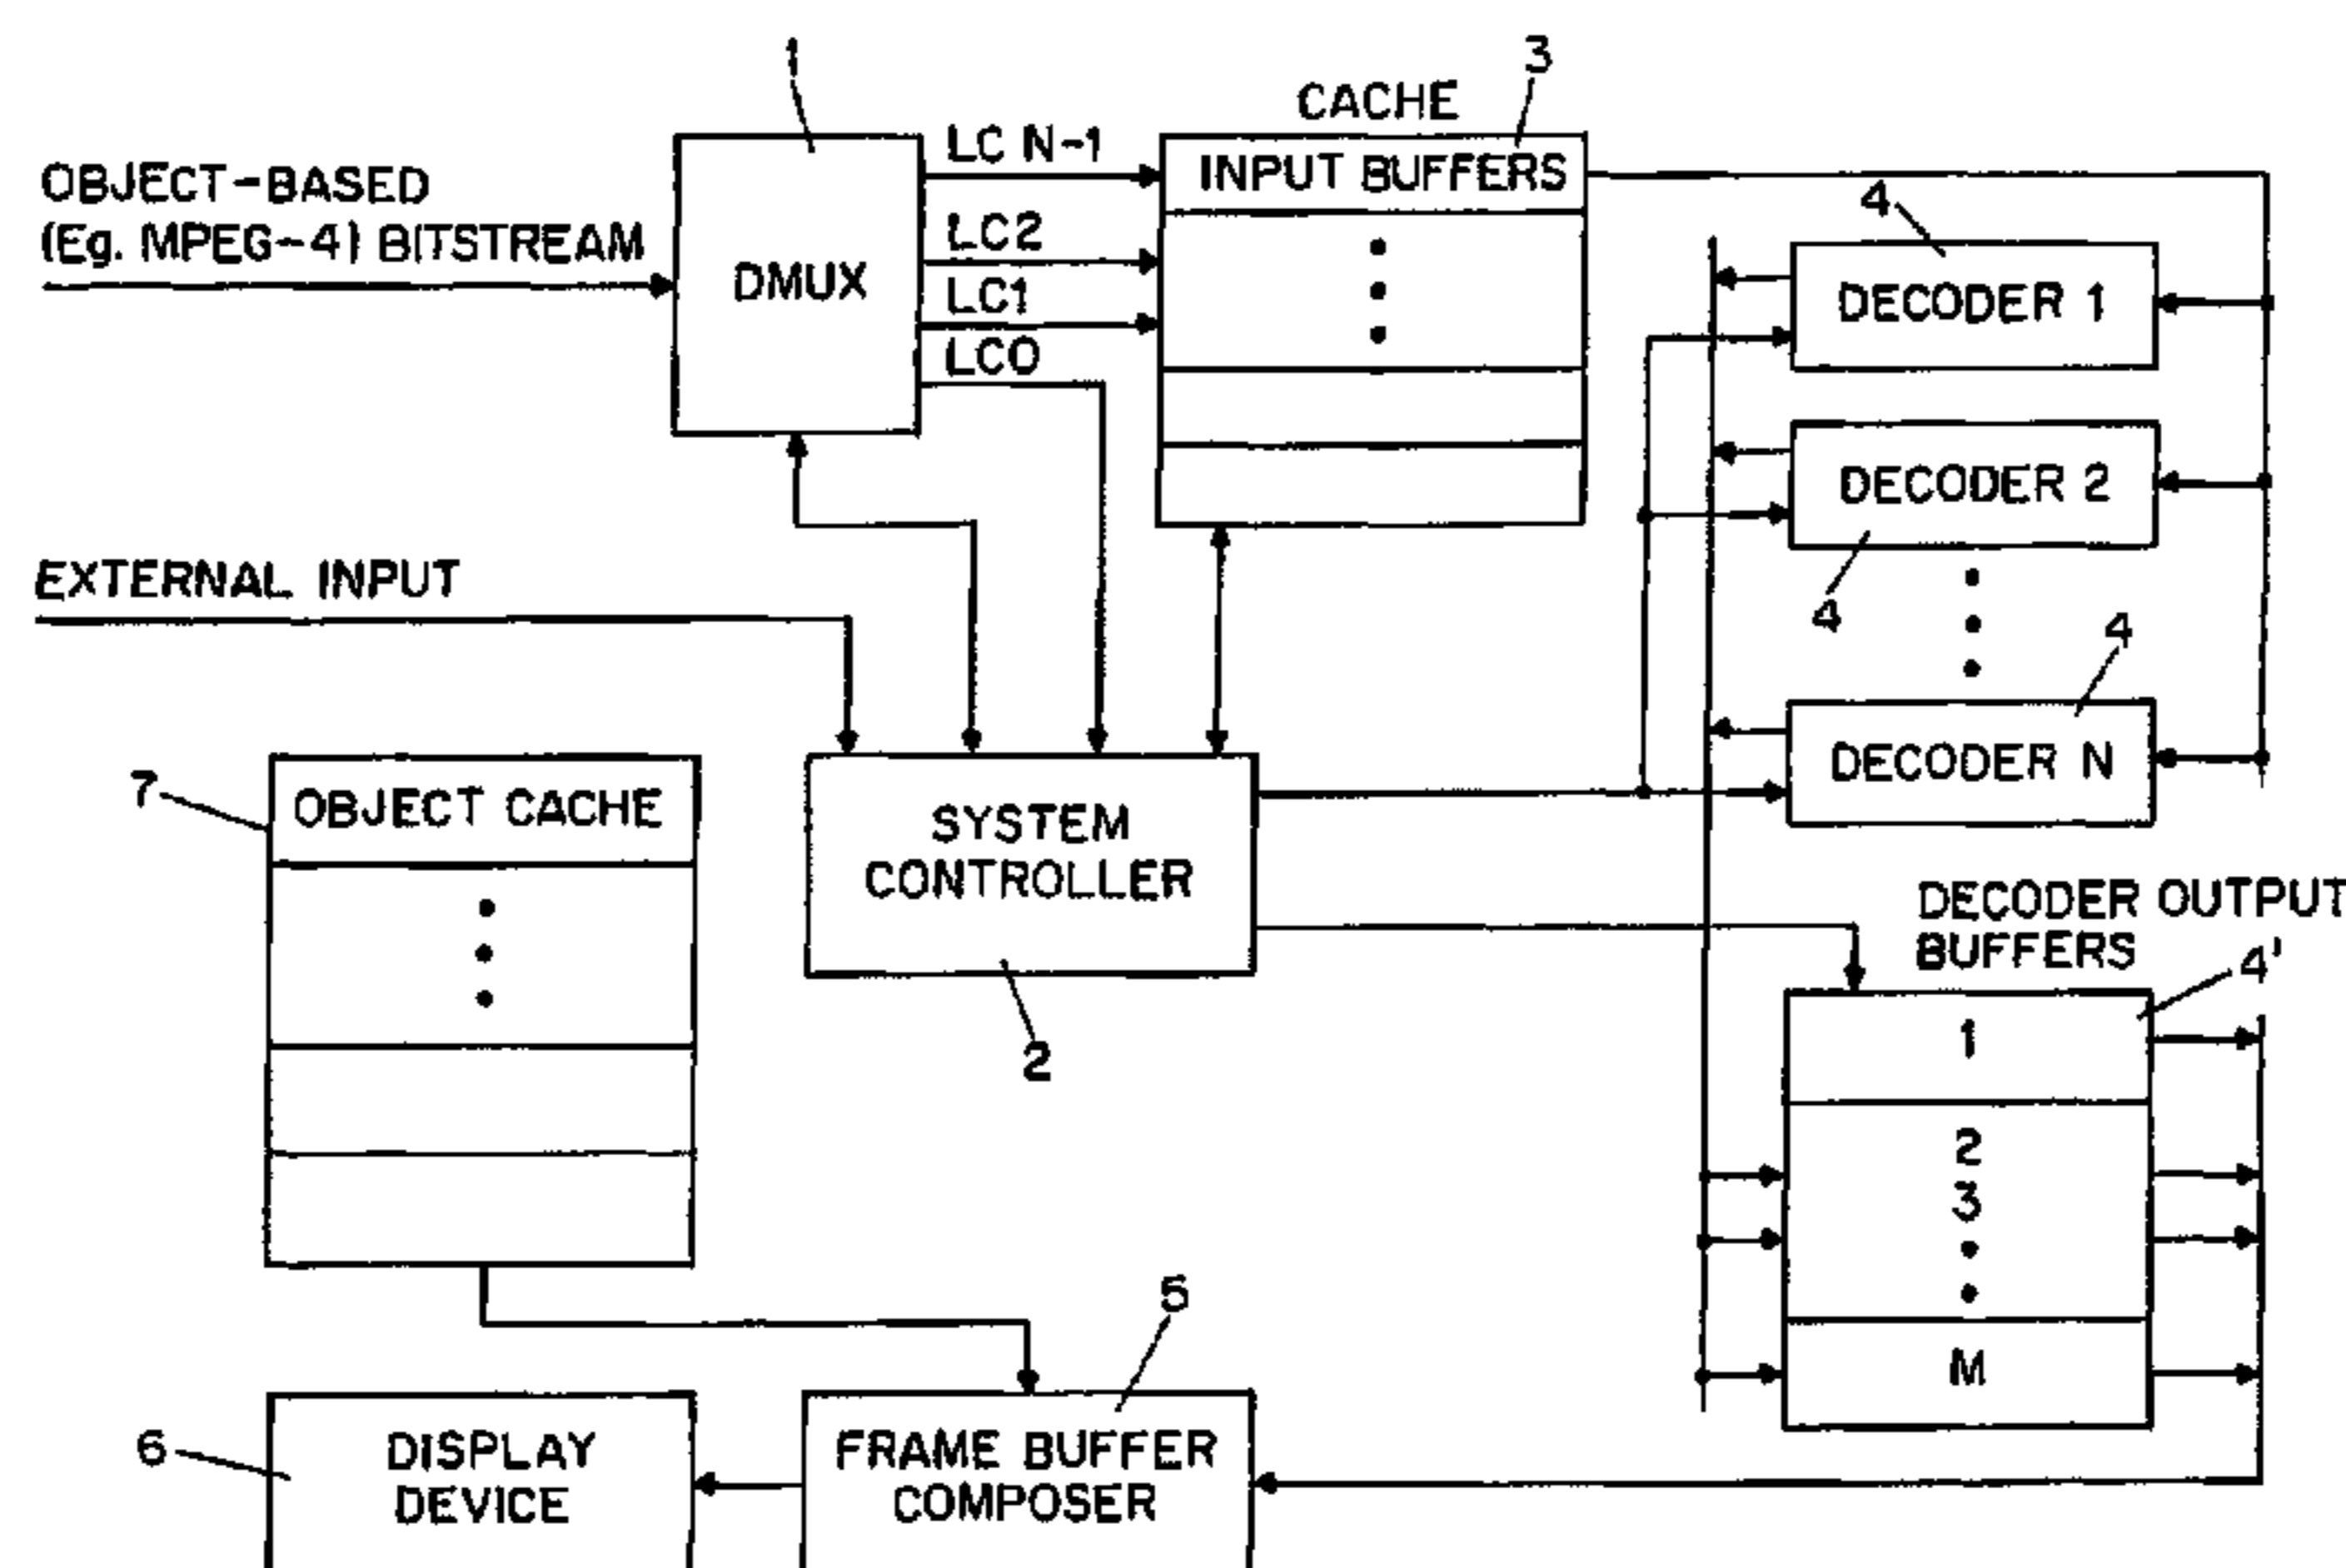 1
3
CACHE
OBJECT-BASED
(Eg. MPEG-4) BITSTREAM
DMUX
LC N-1
LC2
LC1
LC0
INPUT BUFFERS
4
DECODER 1
DECODER 2
4
4
DECODER N
EXTERNAL INPUT
7
OBJECT CACHE
SYSTEM
CONTROLLER
2
DECODER OUTPUT
BUFFERS
4'
1
2
3
M
5
6
DISPLAY
DEVICE
FRAME BUFFER
COMPOSER